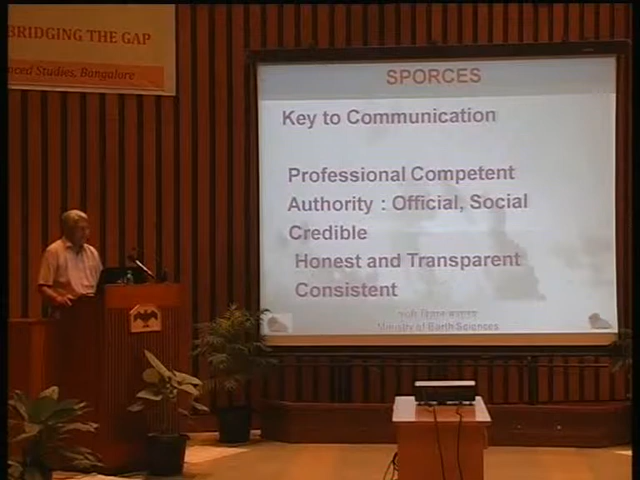 BRIDGING THE GAP
aced Studies, Bangalore
SPORCES
Key to Communication
Professional Competent
Authority : Official, Social
Credible
Honest and Transparent
Consistent
Ministry of Earth Sciences